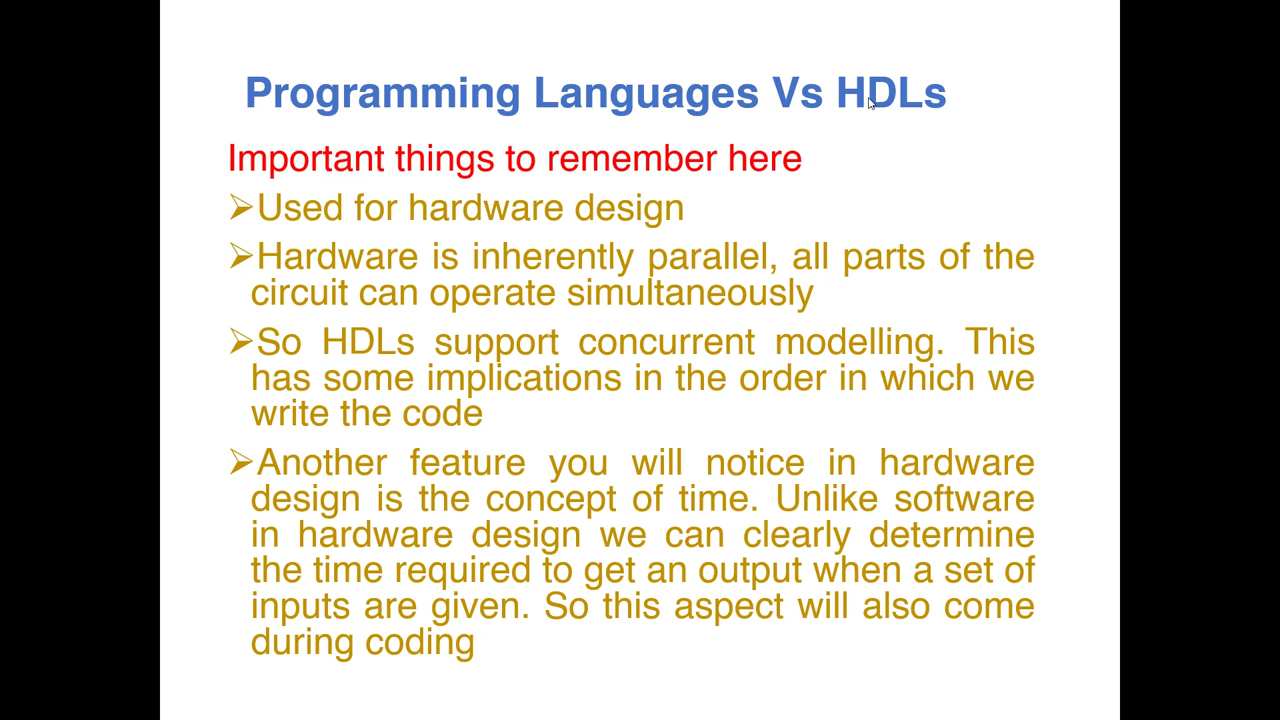 Programming Languages Vs HDLs
Important things to remember here
➢Used for hardware design
➢Hardware is inherently parallel, all parts of the
circuit can operate simultaneously
➢So HDLs support concurrent modelling. This
has some implications in the order in which we
write the code
➢Another feature you will notice in hardware
design is the concept of time. Unlike software
in hardware design we can clearly determine
the time required to get an output when a set of
inputs are given. So this aspect will also come
during coding